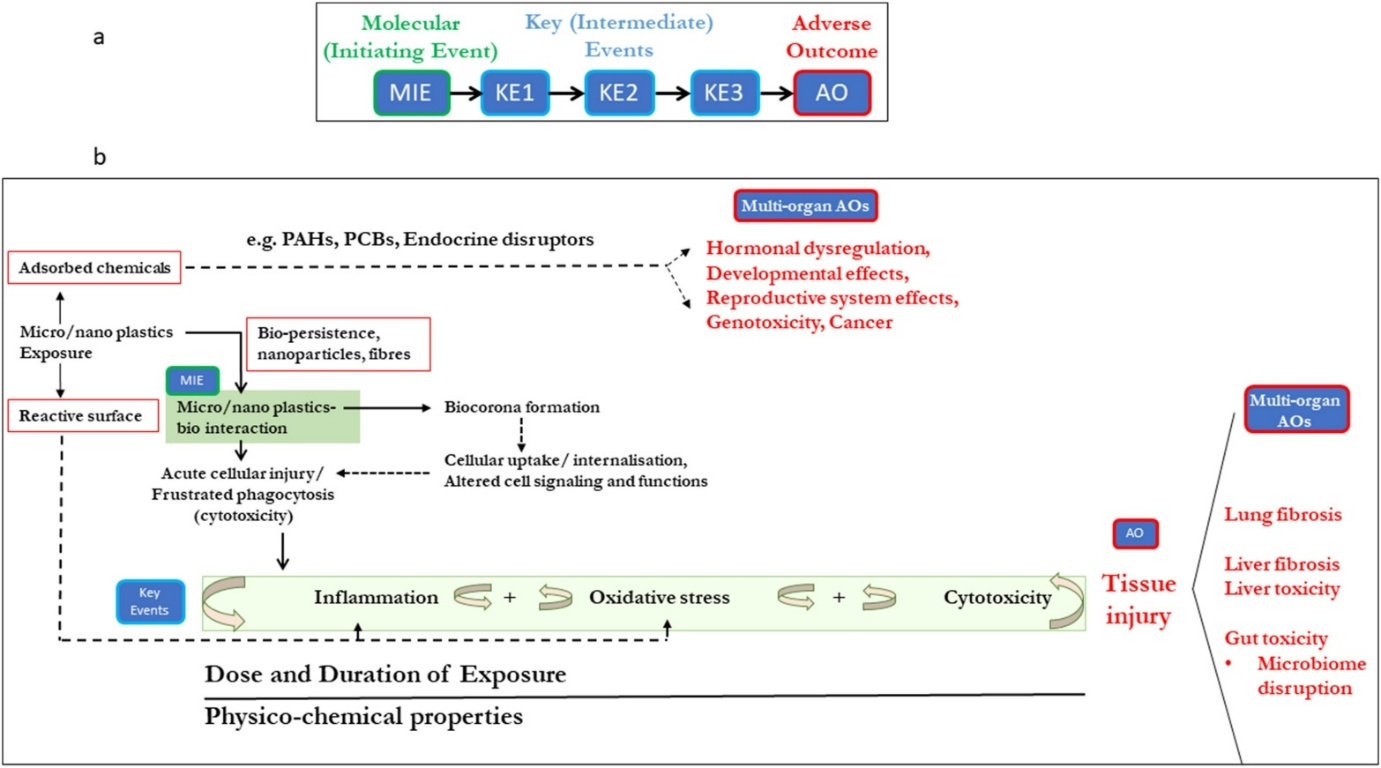 a
Molecular
(Initiating Event)
Key (Intermediate)
Events
Adverse
Outcome
MIE
KE1
KE2
KE3
AO
b
Multi-organ AOs
e.g. PAHs, PCBs, Endocrine disruptors
Adsorbed chemicals
Hormonal dysregulation,
Developmental effects,
Reproductive system effects,
Genotoxicity, Cancer
Micro/nano plastics
Exposure
Bio-persistence,
nanoparticles, fibres
MIE
Reactive surface
Micro/nano plastics-
bio interaction
Biocorona formation
Multi-organ
AOs
Acute cellular injury/
Frustrated phagocytosis
(cytotoxicity)
Cellular uptake/ internalisation,
Altered cell signaling and functions
Key
Events
Inflammation
+
Oxidative stress
+
Cytotoxicity
AO
Tissue
injury
Lung fibrosis
Liver fibrosis
Liver toxicity
Gut toxicity
• Microbiome
disruption
Dose and Duration of Exposure
Physico-chemical properties